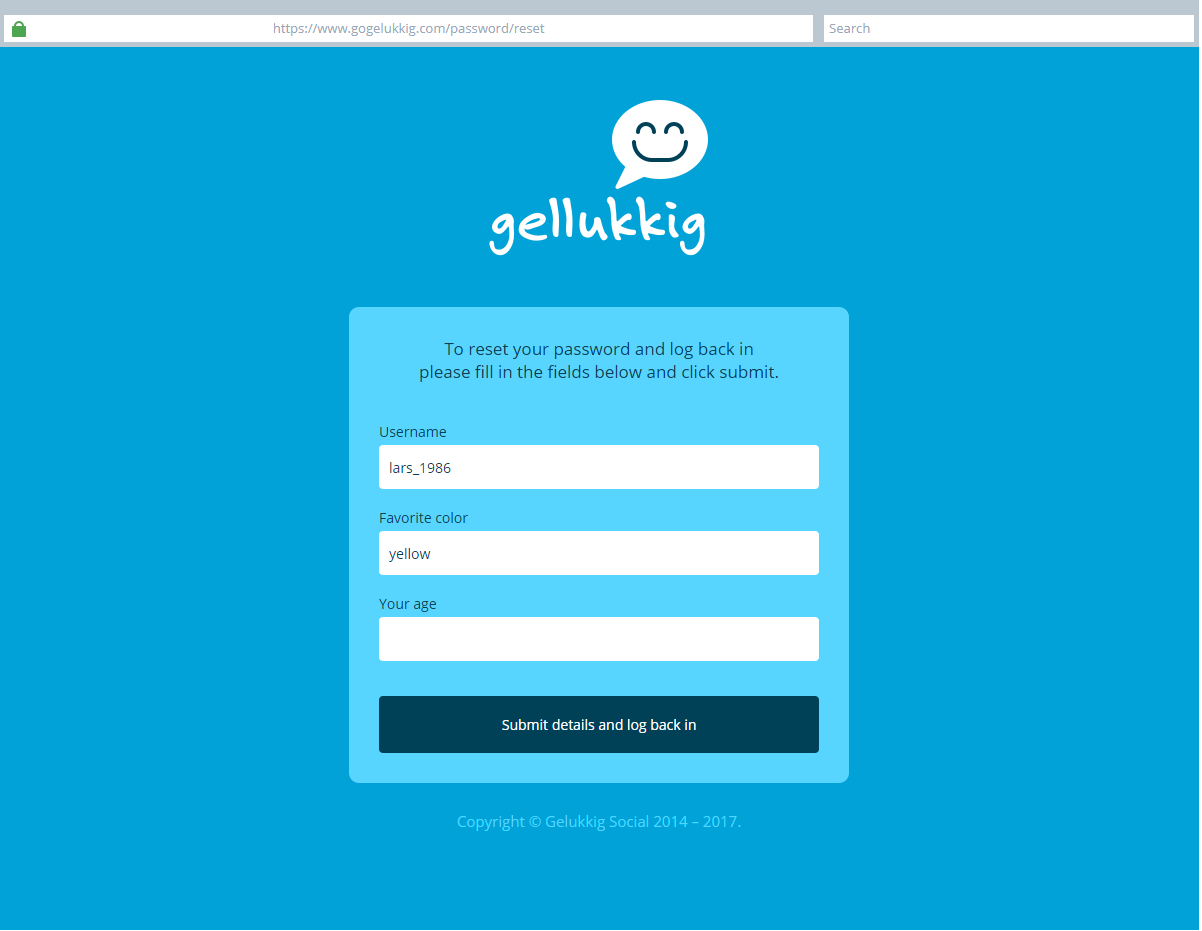 https://www.gogelukkig.com/password/reset
Search
gellukkig
To reset your password and log back in
please fill in the fields below and click submit.
Username
lars_1986
Favorite color
yellow
Your age
Submit details and log back in
Copyright © Gelukkig Social 2014 – 2017.